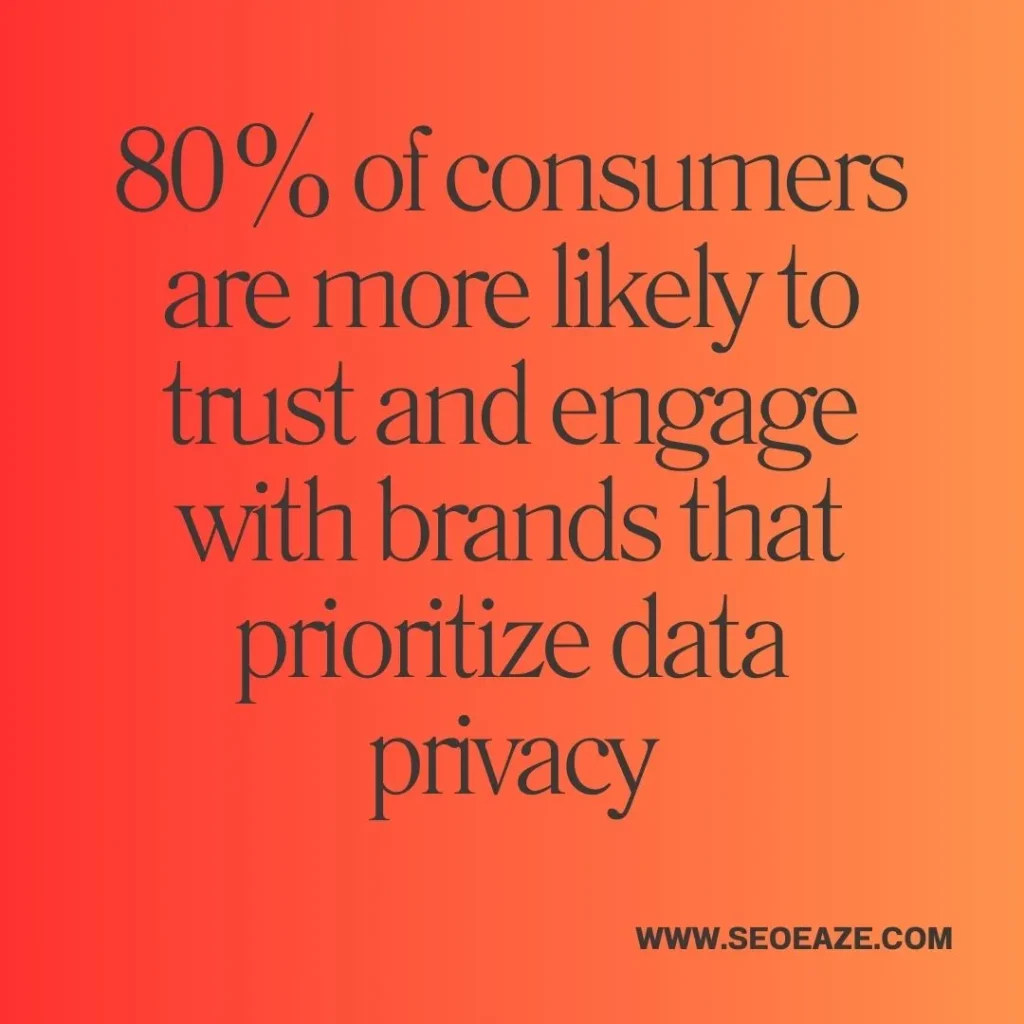 80% of consumers
are more likely to
trust and engage
with brands that
prioritize data
privacy
WWW.SEOEAZE.COM